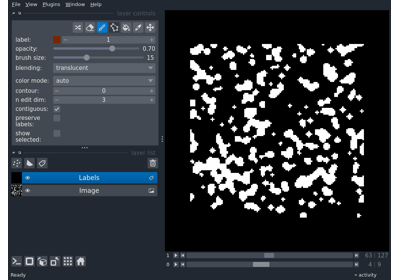 File View Plugins Window Help
layer controls
label: 1
opacity: 0.70
brush size: 15
blending: translucent
color mode: auto
contour: 0
n edit dim: 3
contiguous:
preserve
labels:
show
selected:
layer list
Labels
Image
1 63 127
0 4 9
Ready
activity